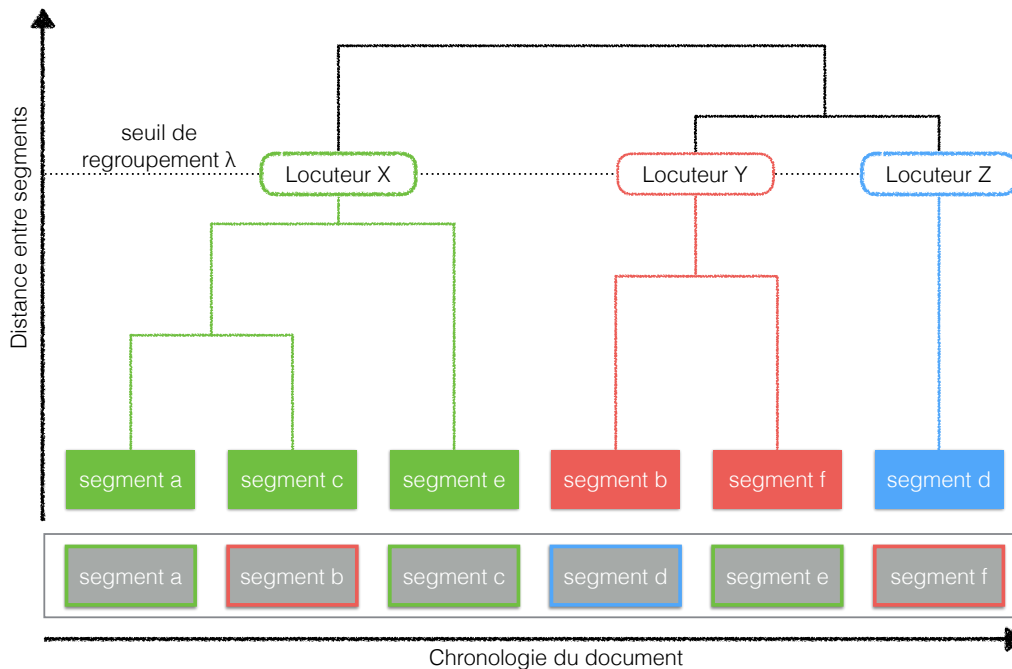 Distance entre segments
seuil de
regroupement λ
Locuteur X
Locuteur Y
Locuteur Z
segment a
segment c
segment e
segment b
segment f
segment d
segment a
segment b
segment c
segment d
segment e
segment f
Chronologie du document